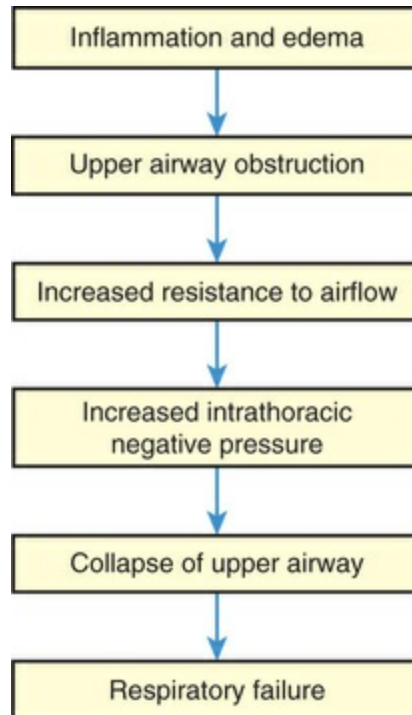 Inflammation and edema
Upper airway obstruction
Increased resistance to airflow
Increased intrathoracic
negative pressure
Collapse of upper airway
Respiratory failure